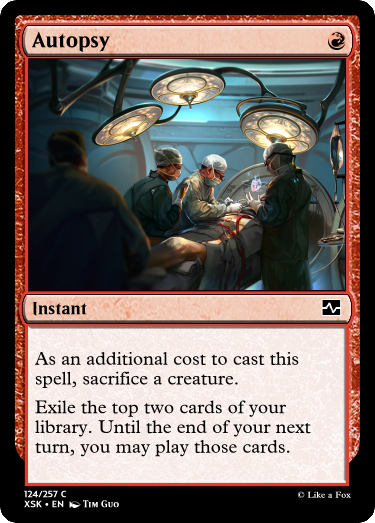 Autopsy
Instant
As an additional cost to cast this
spell, sacrifice a creature.
Exile the top two cards of your
library. Until the end of your next
turn, you may play those cards.
124/257 C
XSK • EN Tim Guo
© Like a Fox